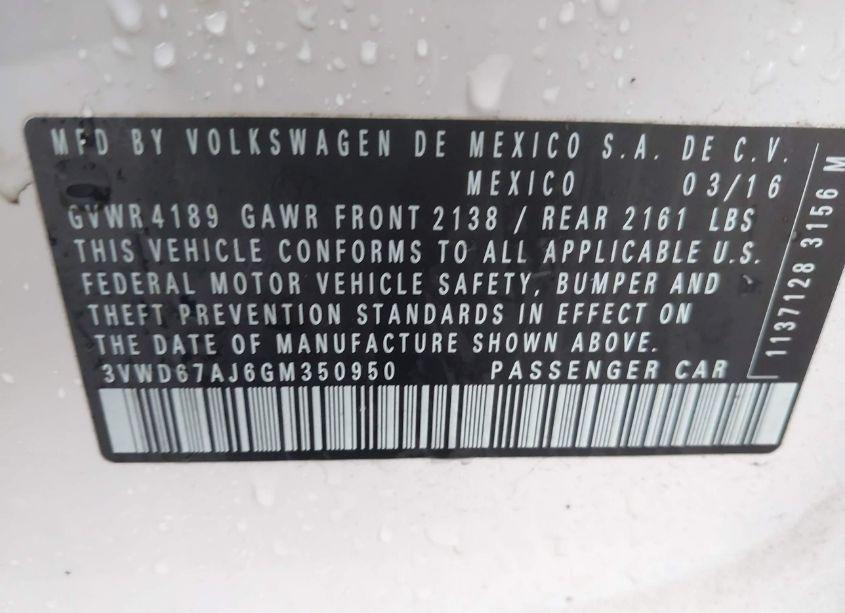 MFD BY VOLKSWAGEN DE MEXICO S.A. DE C.V.
MEXICO 03/16
GVWR 4189 GAWR FRONT 2138 / REAR 2161 LBS
THIS VEHICLE CONFORMS TO ALL APPLICABLE U.S.
FEDERAL MOTOR VEHICLE SAFETY, BUMPER AND
THEFT PREVENTION STANDARDS IN EFFECT ON
THE DATE OF MANUFACTURE SHOWN ABOVE.
3VWD67AJ6GM350950 PASSENGER CAR
1137128 3156 M